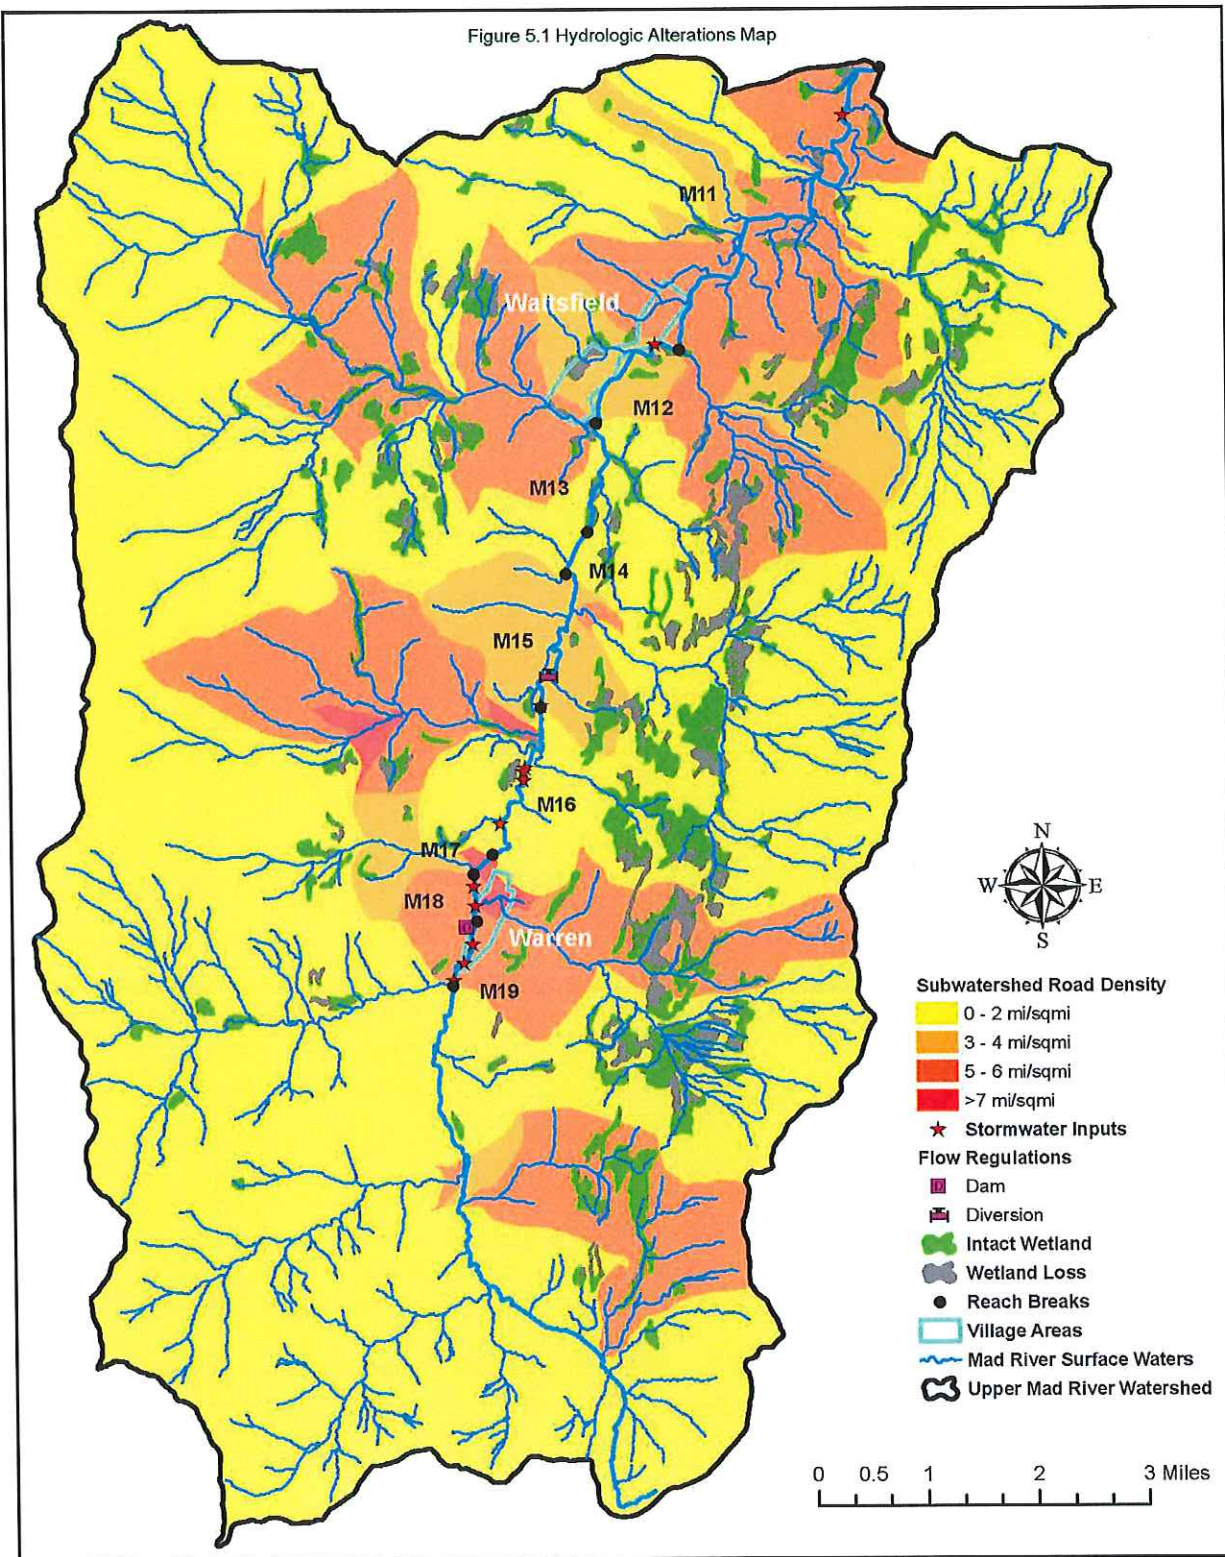 Figure 5.1 Hydrologic Alterations Map
M11
Waitsfield
M12
M13
M14
M15
M16
M17
M18
Warren
M19
N
W E
S
Subwatershed Road Density
0 - 2 mi/sqmi
3 - 4 mi/sqmi
5 - 6 mi/sqmi
>7 mi/sqmi
Stormwater Inputs
Flow Regulations
D Dam
Diversion
Intact Wetland
Wetland Loss
Reach Breaks
Village Areas
Mad River Surface Waters
Upper Mad River Watershed
0 0.5 1 2 3 Miles